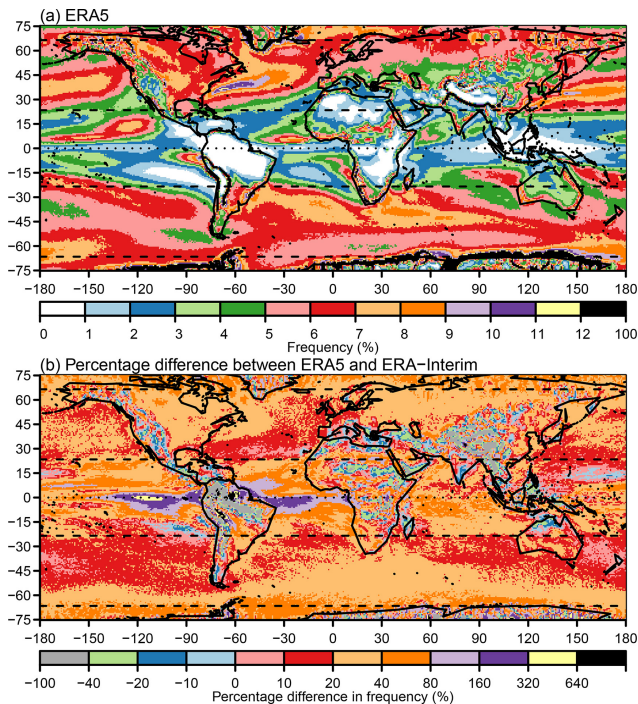 (a) ERA5
75
60
45
30
15
0
−15
−30
−45
−60
−75
−180 −150 −120 −90 −60 −30 0 30 60 90 120 150 180
0 1 2 3 4 5 6 7 8 9 10 11 12 100
Frequency (%)
(b) Percentage difference between ERA5 and ERA−Interim
75
60
45
30
15
0
−15
−30
−45
−60
−75
−180 −150 −120 −90 −60 −30 0 30 60 90 120 150 180
−100 −40 −20 −10 0 10 20 40 80 160 320 640
Percentage difference in frequency (%)